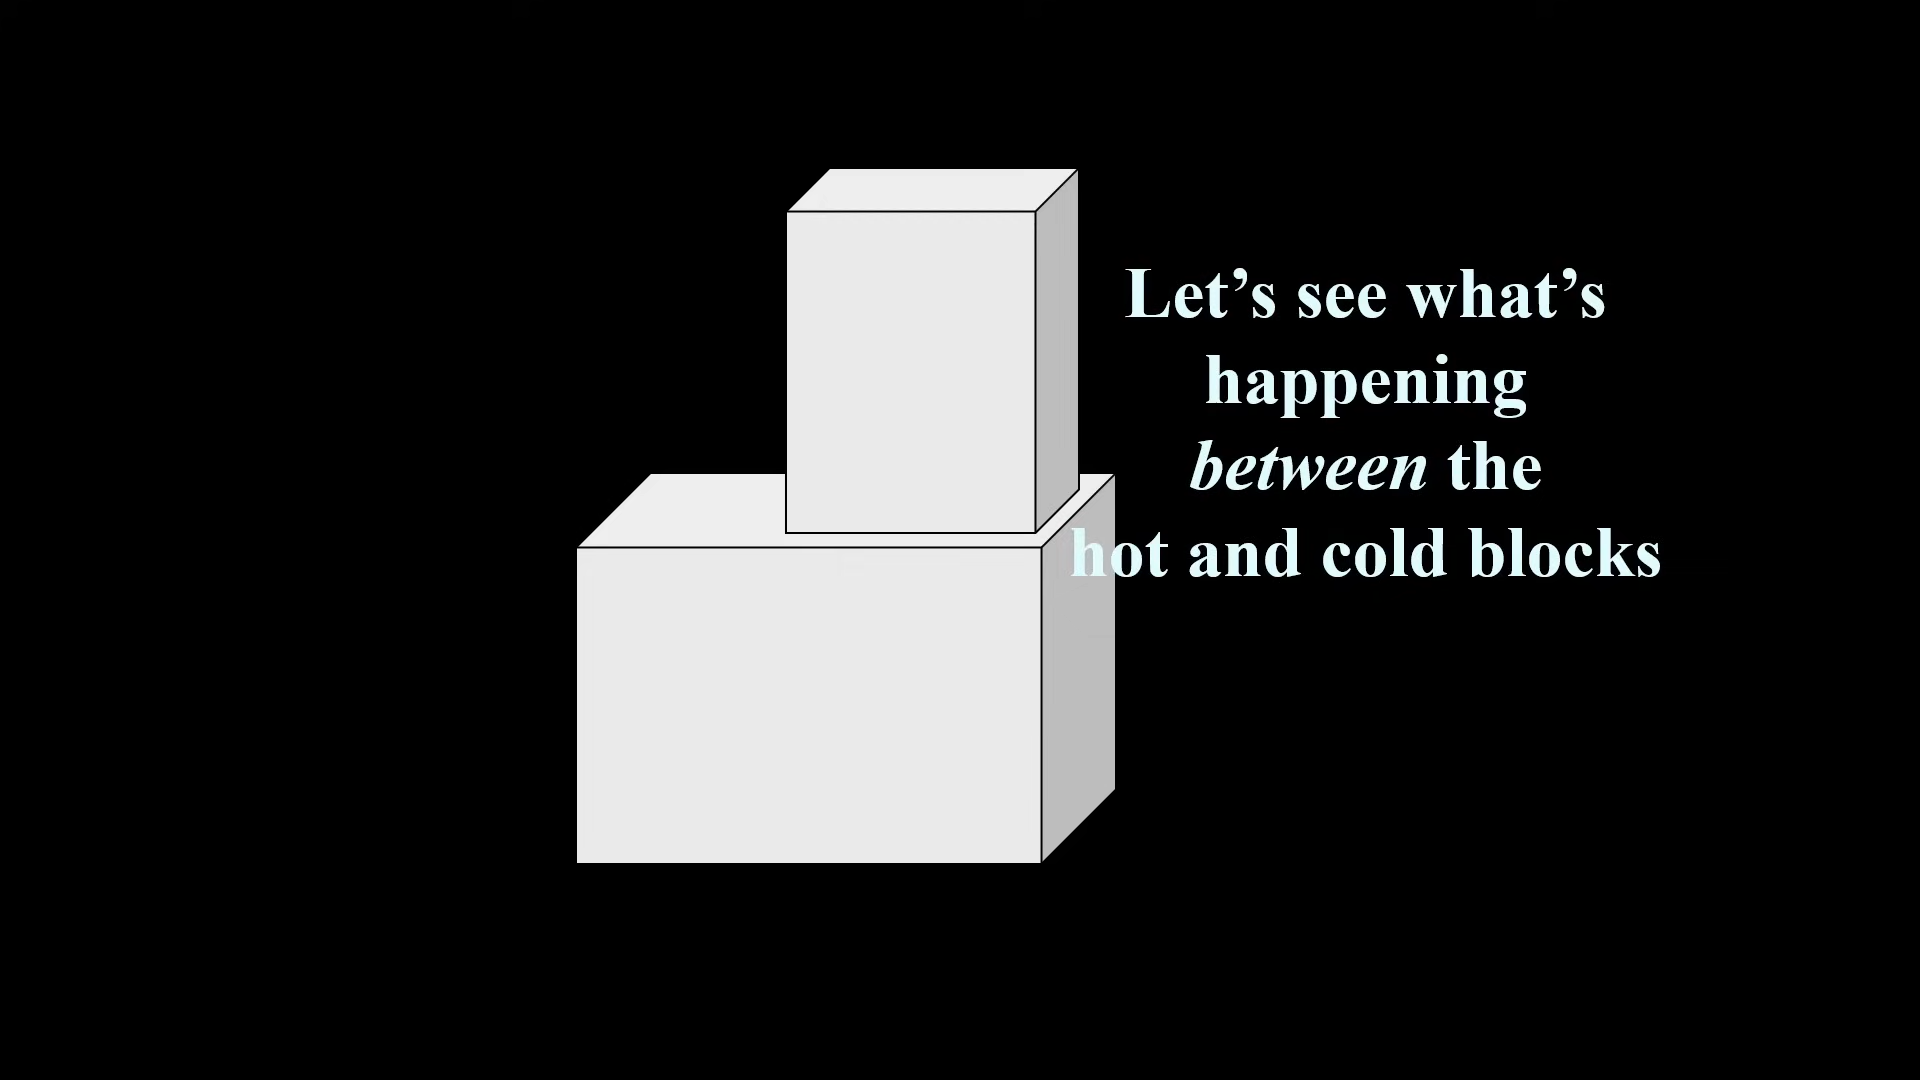 Let’s see what’s
happening
between the
hot and cold blocks